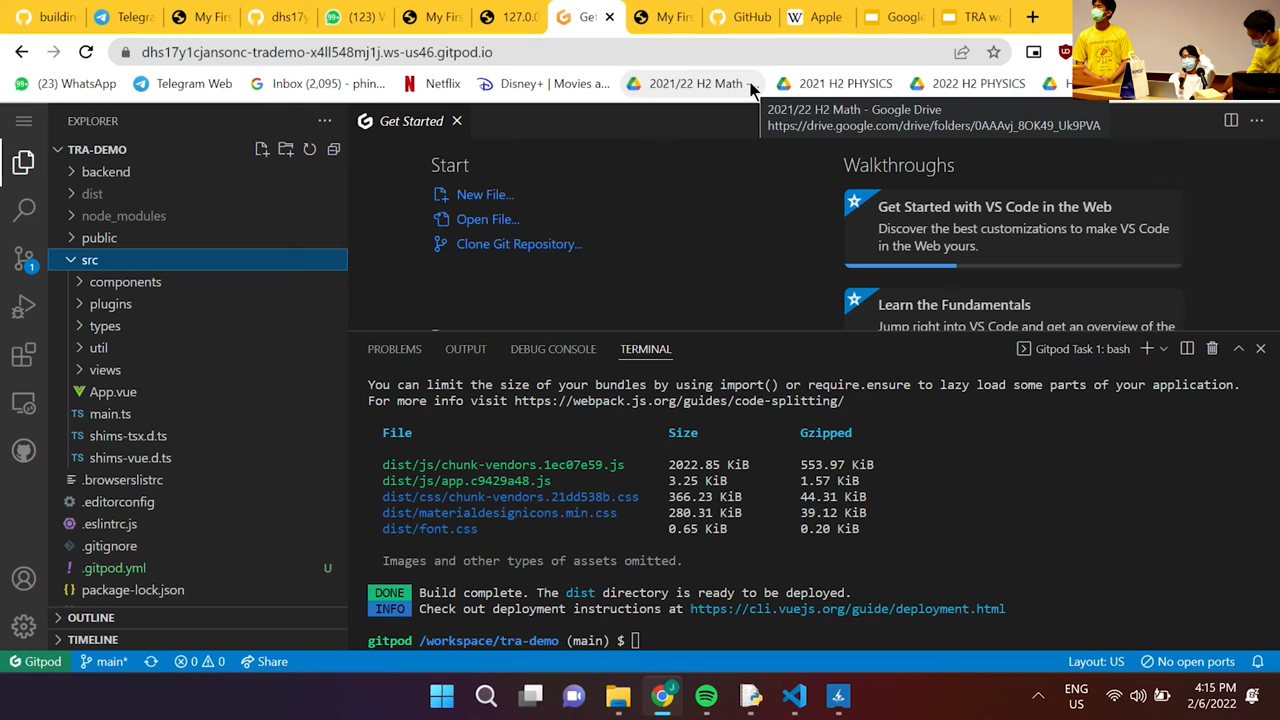 buildin
Telegra
My First
dhs17
(123) W
My First
127.0.0
Get
My First
GitHub
Apple
Google
TRA wo
dhs17y1cjansonc-trademo-x4ll548mj1j.ws-us46.gitpod.io
(23) WhatsApp
Telegram Web
Inbox (2,095) - phin...
Netflix
Disney+ | Movies a...
2021/22 H2 Math -
2021 H2 PHYSICS
2022 H2 PHYSICS
2021/22 H2 Math - Google Drive
https://drive.google.com/drive/folders/0AAAvj_8OK49_Uk9PVA
EXPLORER
Get Started
TRA-DEMO
backend
dist
node_modules
public
src
components
plugins
types
util
views
App.vue
main.ts
shims-tsx.d.ts
shims-vue.d.ts
.browserslistrc
.editorconfig
.eslintrc.js
.gitignore
.gitpod.yml U
package-lock.json
OUTLINE
TIMELINE
Start
New File...
Open File...
Clone Git Repository...
Walkthroughs
Get Started with VS Code in the Web
Discover the best customizations to make VS Code
in the Web yours.
Learn the Fundamentals
Jump right into VS Code and get an overview of the
PROBLEMS OUTPUT DEBUG CONSOLE TERMINAL
Gitpod Task 1: bash
You can limit the size of your bundles by using import() or require.ensure to lazy load some parts of your application.
For more info visit https://webpack.js.org/guides/code-splitting/
File Size Gzipped
dist/js/chunk-vendors.1ec07e59.js 2022.85 KiB 553.97 KiB
dist/js/app.c9429a48.js 3.25 KiB 1.57 KiB
dist/css/chunk-vendors.21dd538b.css 366.23 KiB 44.31 KiB
dist/materialdesignicons.min.css 280.31 KiB 39.12 KiB
dist/font.css 0.65 KiB 0.20 KiB
Images and other types of assets omitted.
DONE Build complete. The dist directory is ready to be deployed.
INFO Check out deployment instructions at https://cli.vuejs.org/guide/deployment.html
gitpod /workspace/tra-demo (main) $
1
Gitpod
main*
0 0
Share
Layout: US
No open ports
ENG
US
4:15 PM
2/6/2022